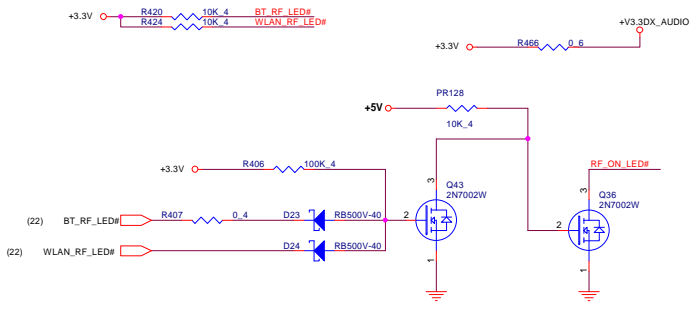 +3.3V R420 10K_4 BT_RF_LED#
R424 10K_4 WLAN_RF_LED#
+V3.3DX_AUDIO
+3.3V R466 0_6
PR128
+5V
10K_4
+3.3V R406 100K_4
RF_ON_LED#
3 Q43
2N7002W
3 Q36
2N7002W
(22) BT_RF_LED# R407 0_4 D23 RB500V-40 2
2
(22) WLAN_RF_LED# D24 RB500V-40
1
1